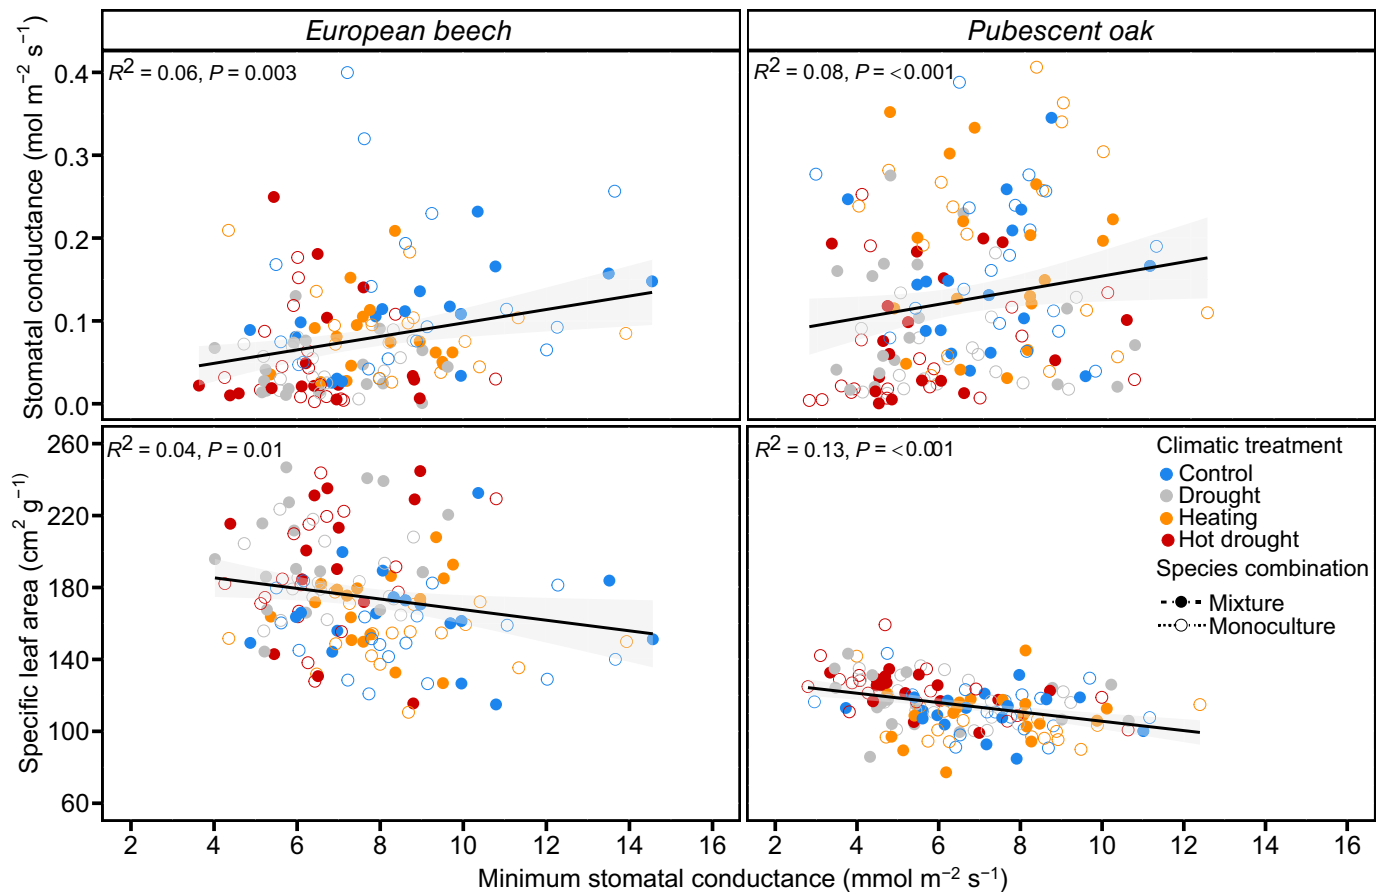 European beech
Pubescent oak
R² = 0.06, P = 0.003
R² = 0.08, P = <0.001
Stomatal conductance (mol m⁻² s⁻¹)
0.4
0.3
0.2
0.1
0.0
R² = 0.04, P = 0.01
R² = 0.13, P = <0.001
Specific leaf area (cm² g⁻¹)
260
220
180
140
100
60
Climatic treatment
Control
Drought
Heating
Hot drought
Species combination
Mixture
Monoculture
2 4 6 8 10 12 14 16
2 4 6 8 10 12 14 16
Minimum stomatal conductance (mmol m⁻² s⁻¹)